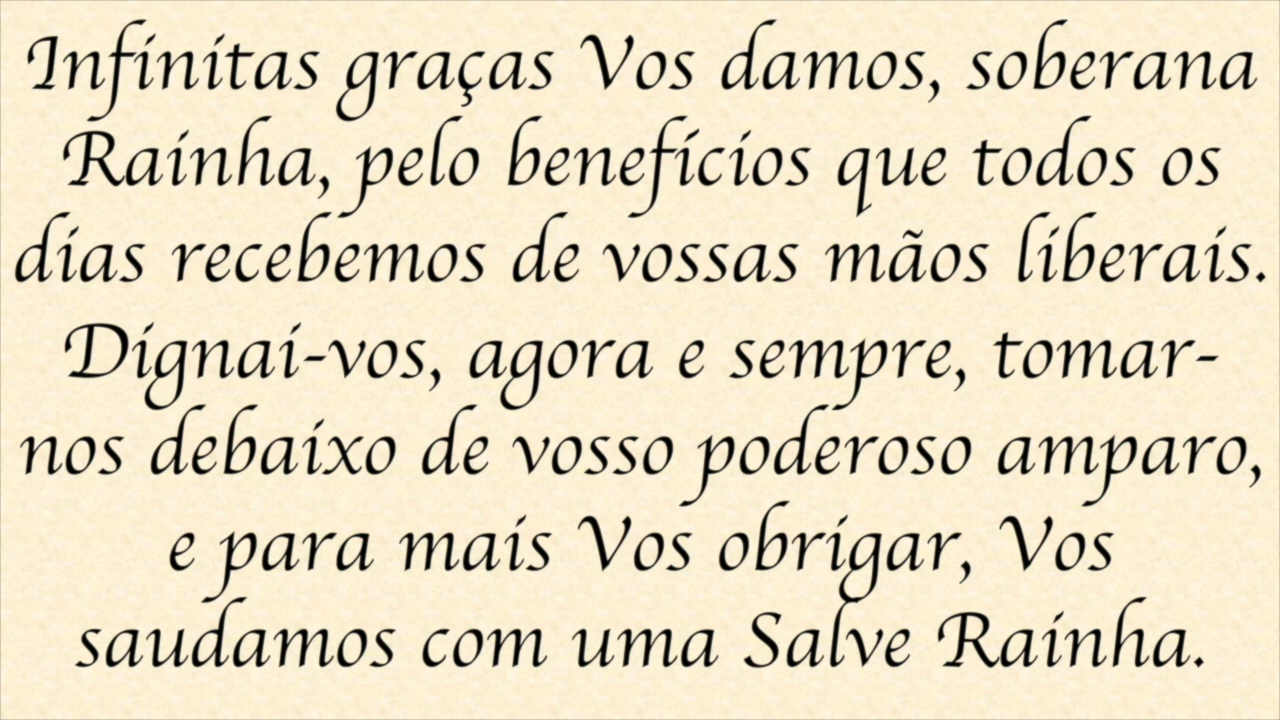 Infinitas graças Vos damos, soberana
Rainha, pelo benefícios que todos os
dias recebemos de vossas mãos liberais.
Dignai-vos, agora e sempre, tomar-
nos debaixo de vosso poderoso amparo,
e para mais Vos obrigar, Vos
saudamos com uma Salve Rainha.